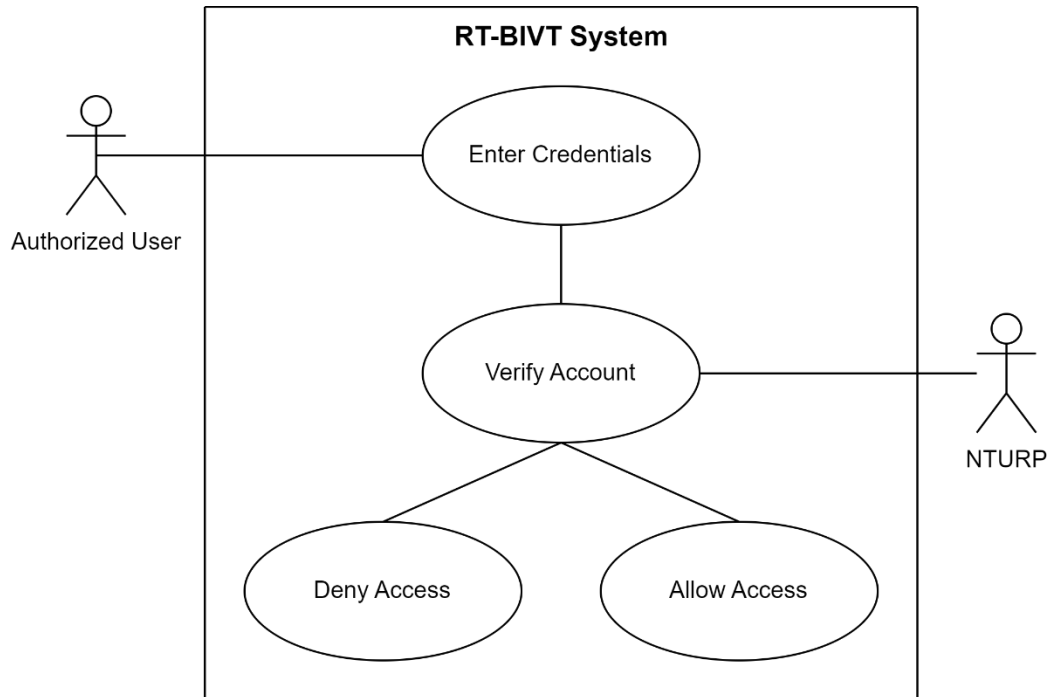 RT-BIVT System
Enter Credentials
Authorized User
Verify Account
NTURP
Deny Access
Allow Access